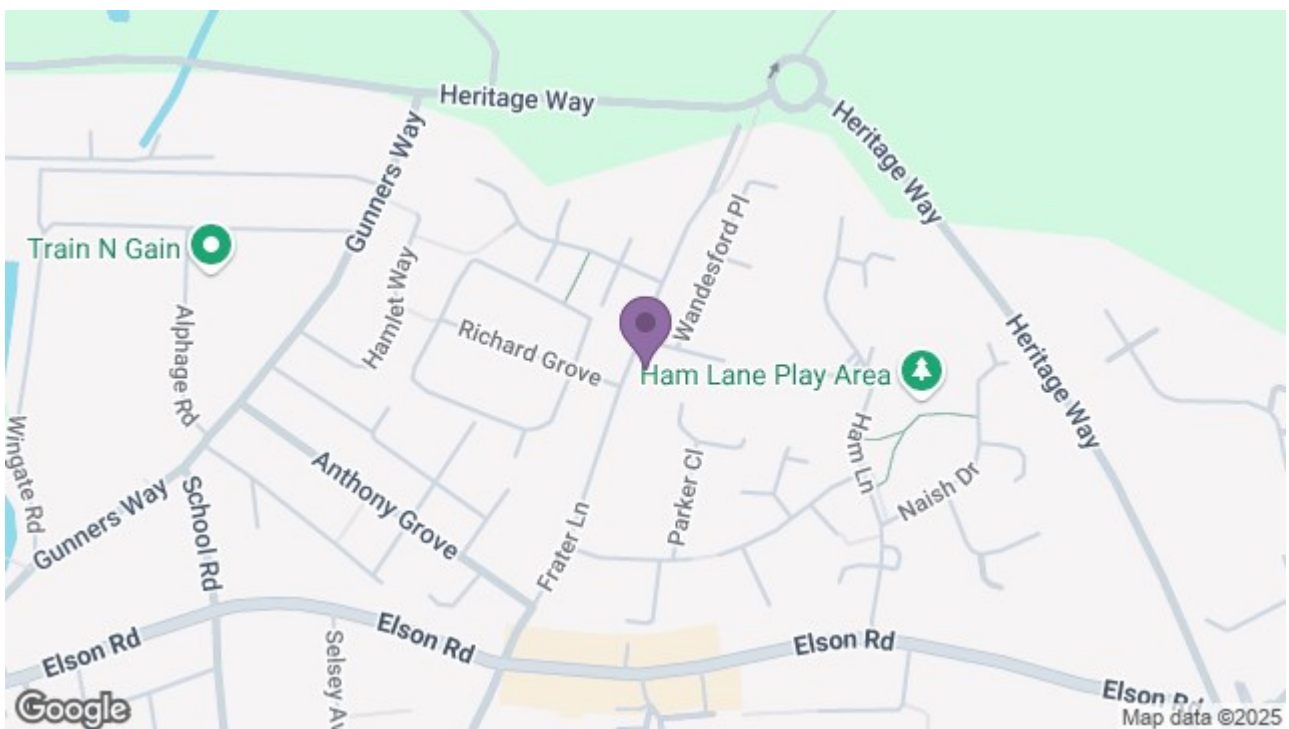 Heritage Way
Heritage Way
Gunners Way
Train N Gain
Wandesford Pl
Hamlet Way
Alphage Rd
Richard Grove
Heritage Way
Ham Lane Play Area
Wingate Rd
Anthony Grove
Ham Ln
Parker Cl
Naish Dr
Gunners Way
School Rd
Frater Ln
Elson Rd
Elson Rd
Elson Rd
Selsey Av
Elson Rd
Google
Map data ©2025